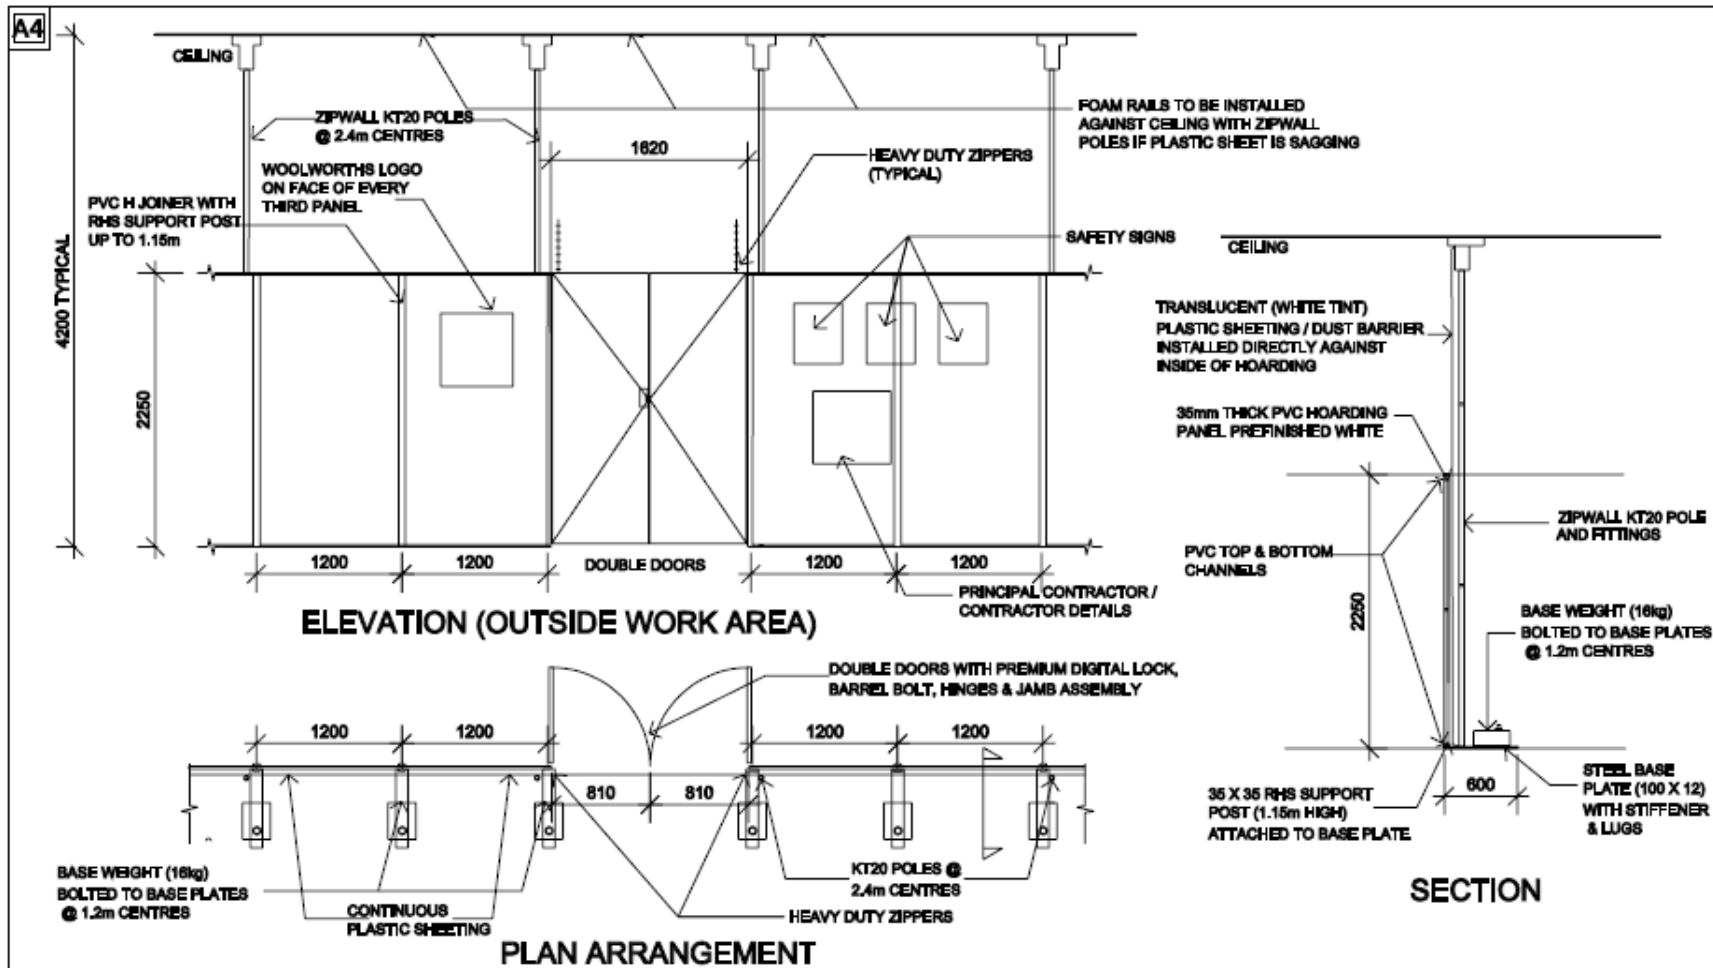 A4
CEILING
ZIPWALL KT20 POLES
@ 2.4m CENTRES
WOOLWORTHS LOGO
ON FACE OF EVERY
THIRD PANEL
PVC H JOINER WITH
RHS SUPPORT POST
UP TO 1.15m
4200 TYPICAL
2250
1620
HEAVY DUTY ZIPPERS
(TYPICAL)
FOAM RAILS TO BE INSTALLED
AGAINST CEILING WITH ZIPWALL
POLES IF PLASTIC SHEET IS SAGGING
SAFETY SIGNS
1200
1200
DOUBLE DOORS
1200
1200
PRINCIPAL CONTRACTOR /
CONTRACTOR DETAILS
ELEVATION (OUTSIDE WORK AREA)
DOUBLE DOORS WITH PREMIUM DIGITAL LOCK,
BARREL BOLT, HINGES & JAMB ASSEMBLY
1200
1200
1200
1200
810
810
BASE WEIGHT (16kg)
BOLTED TO BASE PLATES
@ 1.2m CENTRES
CONTINUOUS
PLASTIC SHEETING
KT20 POLES @
2.4m CENTRES
HEAVY DUTY ZIPPERS
PLAN ARRANGEMENT
CEILING
TRANSLUCENT (WHITE TINT)
PLASTIC SHEETING / DUST BARRIER
INSTALLED DIRECTLY AGAINST
INSIDE OF HOARDING
35mm THICK PVC HOARDING
PANEL PREFINISHED WHITE
ZIPWALL KT20 POLE
AND FITTINGS
PVC TOP & BOTTOM
CHANNELS
2250
BASE WEIGHT (16kg)
BOLTED TO BASE PLATES
@ 1.2m CENTRES
600
35 X 35 RHS SUPPORT
POST (1.15m HIGH)
ATTACHED TO BASE PLATE
STEEL BASE
PLATE (100 X 12)
WITH STIFFENER
& LUGS
SECTION